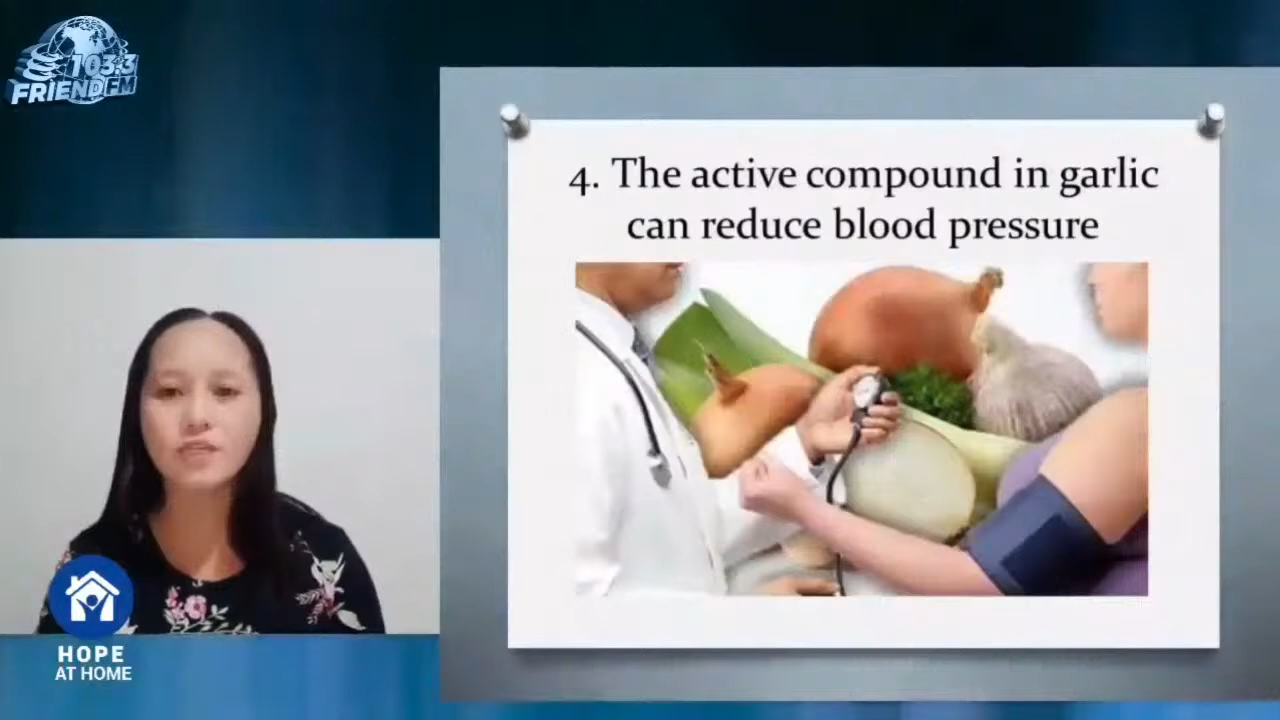 103.3
FRIEND FM
4. The active compound in garlic
can reduce blood pressure
HOPE
AT HOME